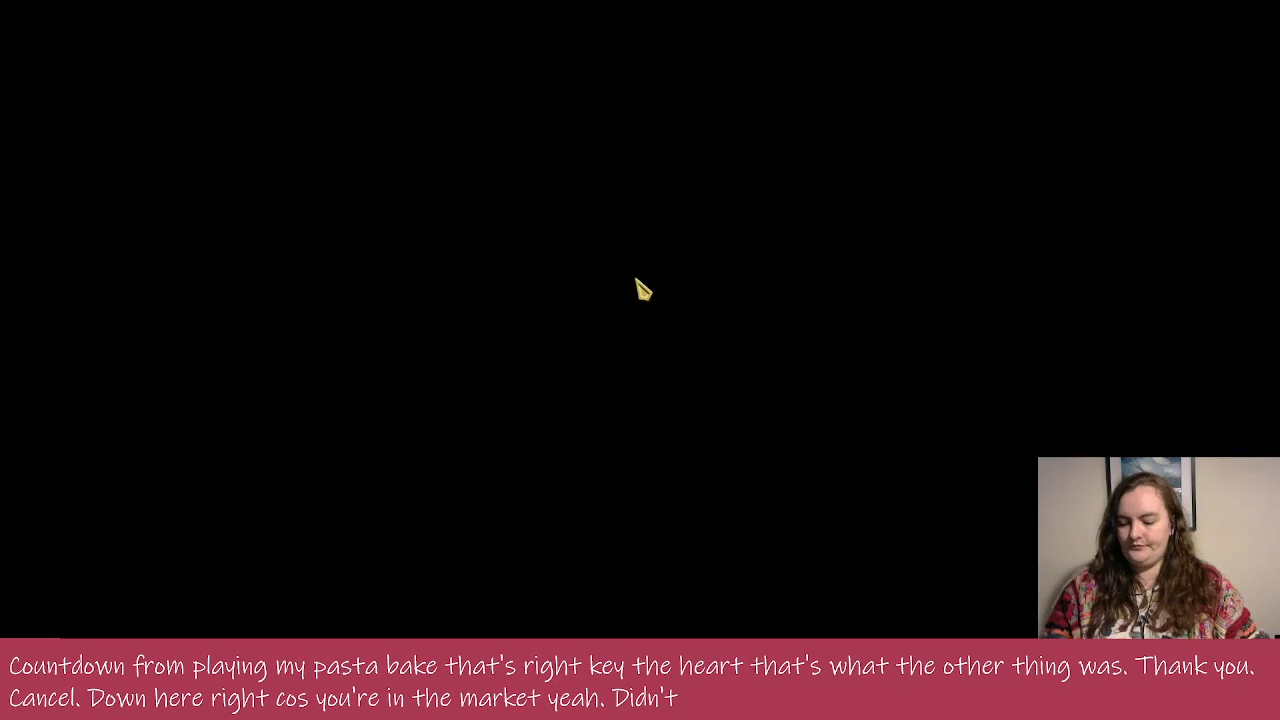 Countdown from playing my pasta bake that's right key the heart that's what the other thing was. Thank you.
Cancel. Down here right cos you're in the market yeah. Didn't